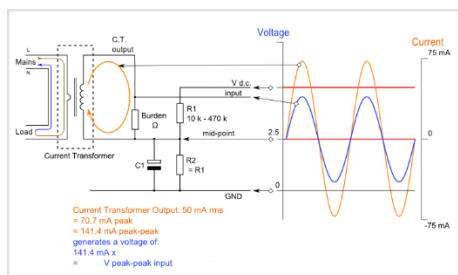 Voltage
Current
C.T.
output
75 mA
L
Mains
N
V d.c.
input
Burden
Ω
R1
10 k - 470 k
mid-point
2.5
0
Load
Current Transformer
C1
R2
= R1
GND
0
-75 mA
Current Transformer Output: 50 mA rms
= 70.7 mA peak
= 141.4 mA peak-peak
generates a voltage of:
141.4 mA x
= V peak-peak input